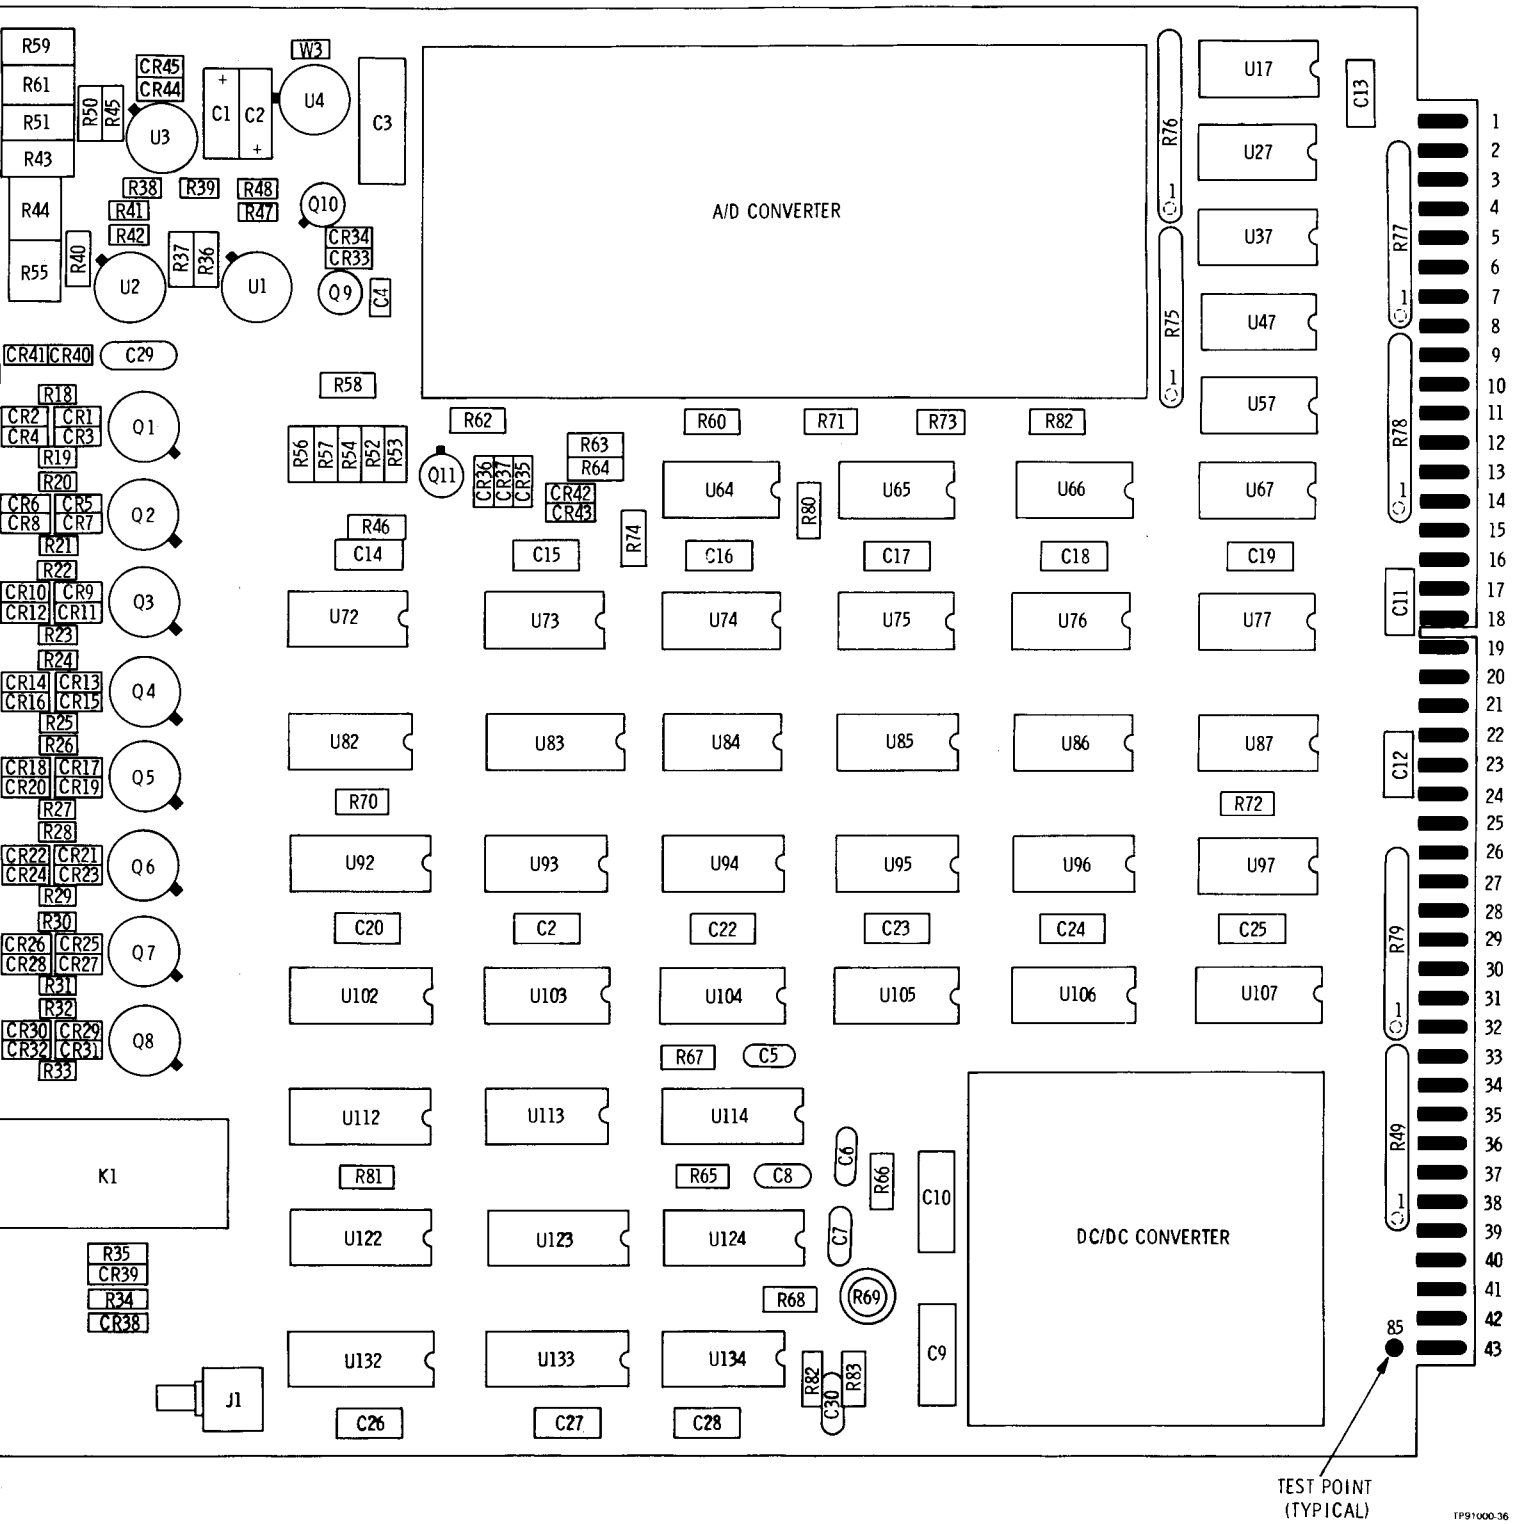 R59
R61
R51
R43
R44
R55
R50
R45
CR45
CR44
U3
+
C1
C2
+
W3
U4
C3
R38
R39
R48
R47
R41
R42
R40
U2
R37
R36
U1
Q10
CR34
CR33
Q9
C4
A/D CONVERTER
R76
1
R75
1
U17
U27
U37
U47
U57
C13
R77
1
R78
1
CR41
CR40
C29
R58
R18
CR2 CR1
CR4 CR3
R19
Q1
R20
CR6 CR5
CR8 CR7
R21
Q2
R22
CR10 CR9
CR12 CR11
R23
Q3
R24
CR14 CR13
CR16 CR15
R25
Q4
R26
CR18 CR17
CR20 CR19
R27
Q5
R28
CR22 CR21
CR24 CR23
R29
Q6
R30
CR26 CR25
CR28 CR27
R31
Q7
R32
CR30 CR29
CR32 CR31
R33
Q8
R56
R57
R54
R52
R53
R62
Q11
CR36
CR37
CR35
R63
R64
CR42
CR43
R60
R71
R73
R82
R46
R74
R80
U64
U65
U66
U67
C14
C15
C16
C17
C18
C19
U72
U73
U74
U75
U76
U77
C11
U82
U83
U84
U85
U86
U87
C12
R70
R72
U92
U93
U94
U95
U96
U97
C20
C2
C22
C23
C24
C25
R79
1
U102
U103
U104
U105
U106
U107
R67
C5
R49
1
U112
U113
U114
C6
R66
C10
K1
R81
R65
C8
U122
U123
U124
C7
DC/DC CONVERTER
R35
CR39
R34
CR38
R68
R69
J1
U132
U133
U134
R82
C30
R83
C9
C26
C27
C28
85
1
2
3
4
5
6
7
8
9
10
11
12
13
14
15
16
17
18
19
20
21
22
23
24
25
26
27
28
29
30
31
32
33
34
35
36
37
38
39
40
41
42
43
TEST POINT
(TYPICAL)
TP91000-36